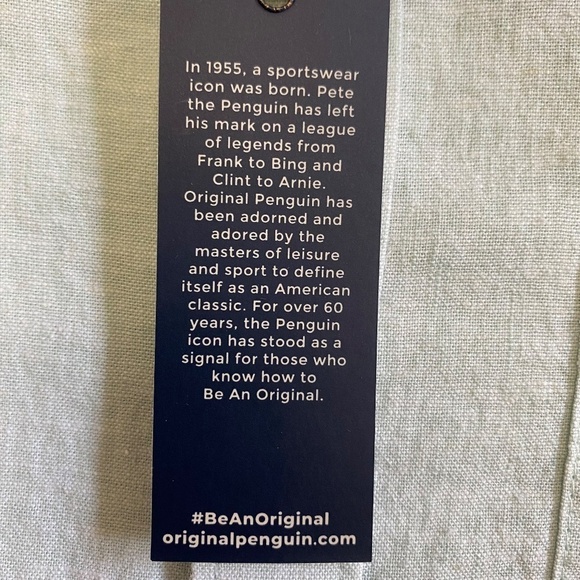 In 1955, a sportswear
icon was born. Pete
the Penguin has left
his mark on a league
of legends from
Frank to Bing and
Clint to Arnie.
Original Penguin has
been adorned and
adored by the
masters of leisure
and sport to define
itself as an American
classic. For over 60
years, the Penguin
icon has stood as a
signal for those who
know how to
Be An Original.
#BeAnOriginal
originalpenguin.com